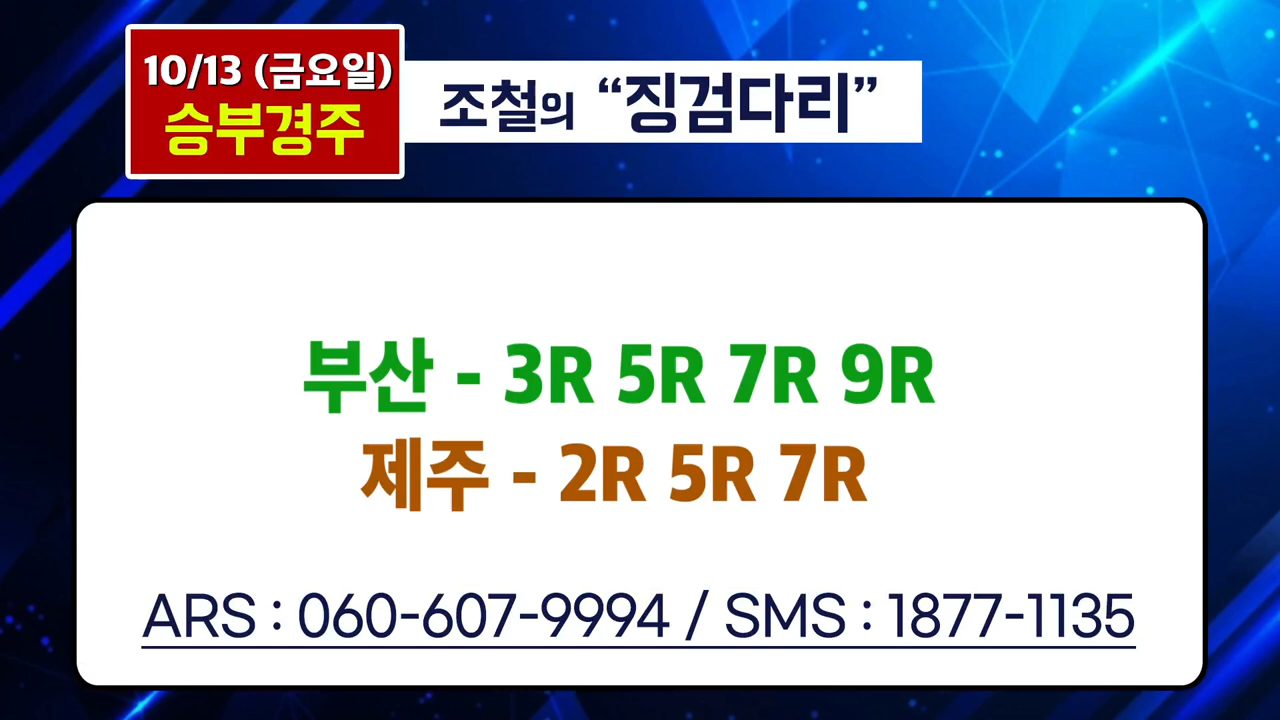 10/13 (금요일)
승부경주
조철의 “징검다리”
부산 - 3R 5R 7R 9R
제주 - 2R 5R 7R
ARS : 060-607-9994 / SMS : 1877-1135